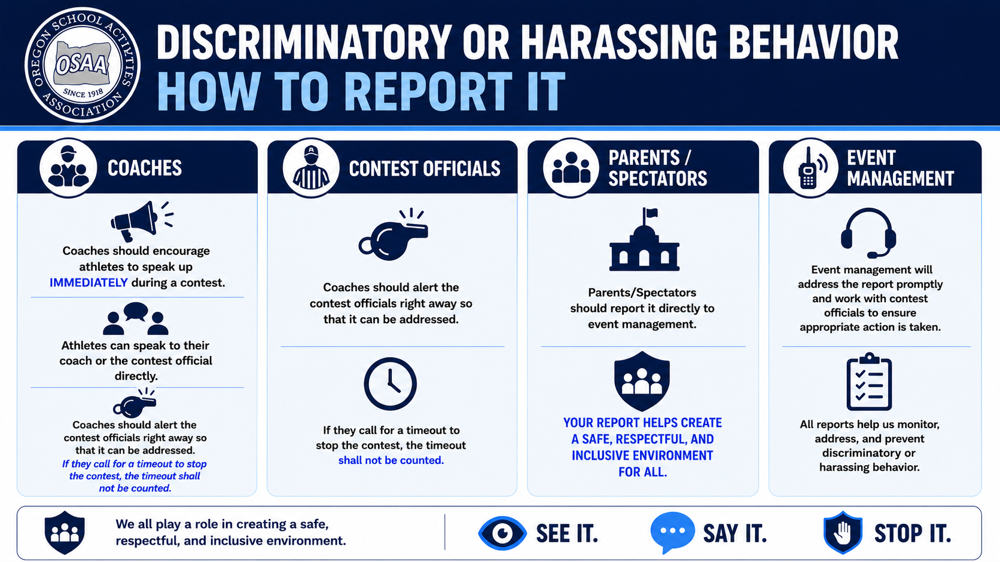 OREGON SCHOOL ACTIVITIES
OSAA
SINCE 1918
ASSOCIATION
DISCRIMINATORY OR HARASSING BEHAVIOR
HOW TO REPORT IT
COACHES
Coaches should encourage
athletes to speak up
IMMEDIATELY during a contest.
Athletes can speak to their
coach or the contest official
directly.
Coaches should alert the
contest officials right away so
that it can be addressed.
If they call for a timeout to stop
the contest, the timeout shall
not be counted.
CONTEST OFFICIALS
Coaches should alert the
contest officials right away so
that it can be addressed.
If they call for a timeout to
stop the contest, the timeout
shall not be counted.
PARENTS /
SPECTATORS
Parents/Spectators
should report it directly to
event management.
YOUR REPORT HELPS CREATE
A SAFE, RESPECTFUL, AND
INCLUSIVE ENVIRONMENT
FOR ALL.
EVENT
MANAGEMENT
Event management will
address the report promptly
and work with contest
officials to ensure
appropriate action is taken.
All reports help us monitor,
address, and prevent
discriminatory or
harassing behavior.
We all play a role in creating a safe,
respectful, and inclusive environment.
SEE IT.
SAY IT.
STOP IT.